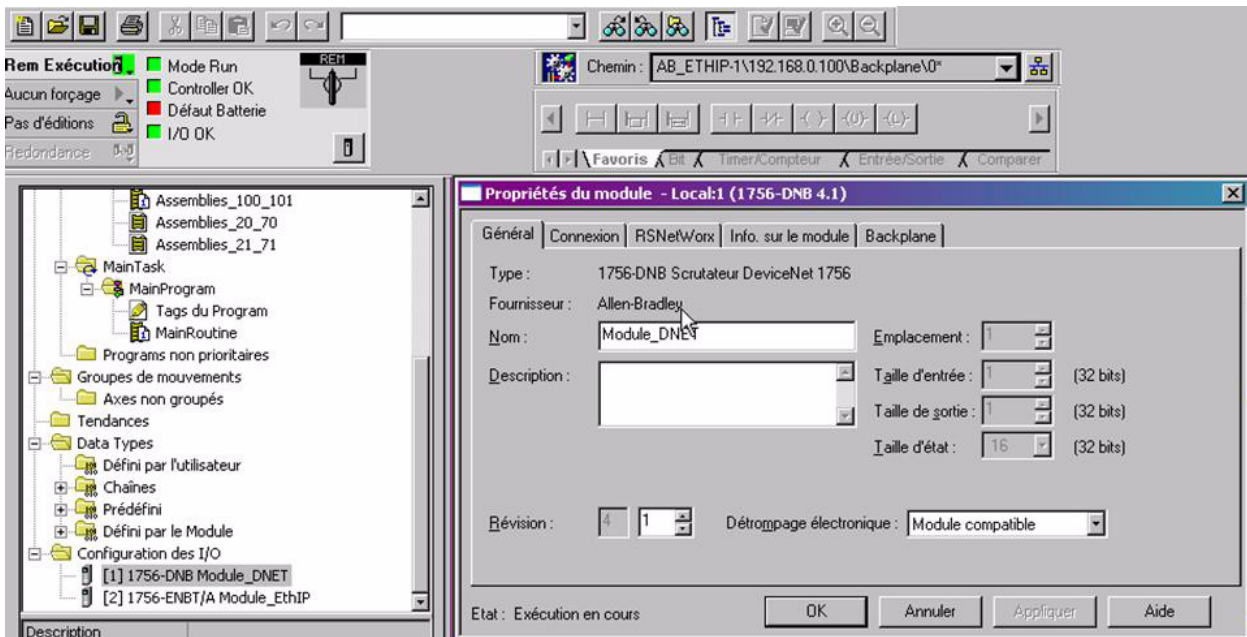 Rem Exécution
Mode Run
Controller OK
Défaut Batterie
I/O OK
Aucun forçage
Pas d'éditions
Redondance
REM
Chemin : AB_ETHIP-1\192.168.0.100\Backplane\0*
Favoris
Bit
Timer/Compteur
Entrée/Sortie
Comparer
Assemblies_100_101
Assemblies_20_70
Assemblies_21_71
MainTask
MainProgram
Tags du Program
MainRoutine
Programs non prioritaires
Groupes de mouvements
Axes non groupés
Tendances
Data Types
Défini par l'utilisateur
Chaînes
Prédéfini
Défini par le Module
Configuration des I/O
[1] 1756-DNB Module_DNET
[2] 1756-ENBT/A Module_EthIP
Description
Propriétés du module - Local:1 (1756-DNB 4.1)
Général
Connexion
RSNetWorx
Info. sur le module
Backplane
Type : 1756-DNB Scrutateur DeviceNet 1756
Fournisseur : Allen-Bradley
Nom : Module_DNET
Emplacement : 1
Description :
Taille d'entrée : 1 (32 bits)
Taille de sortie : 1 (32 bits)
Taille d'état : 16 (32 bits)
Révision : 4 1
Détrompage électronique : Module compatible
Etat : Exécution en cours
OK
Annuler
Appliquer
Aide